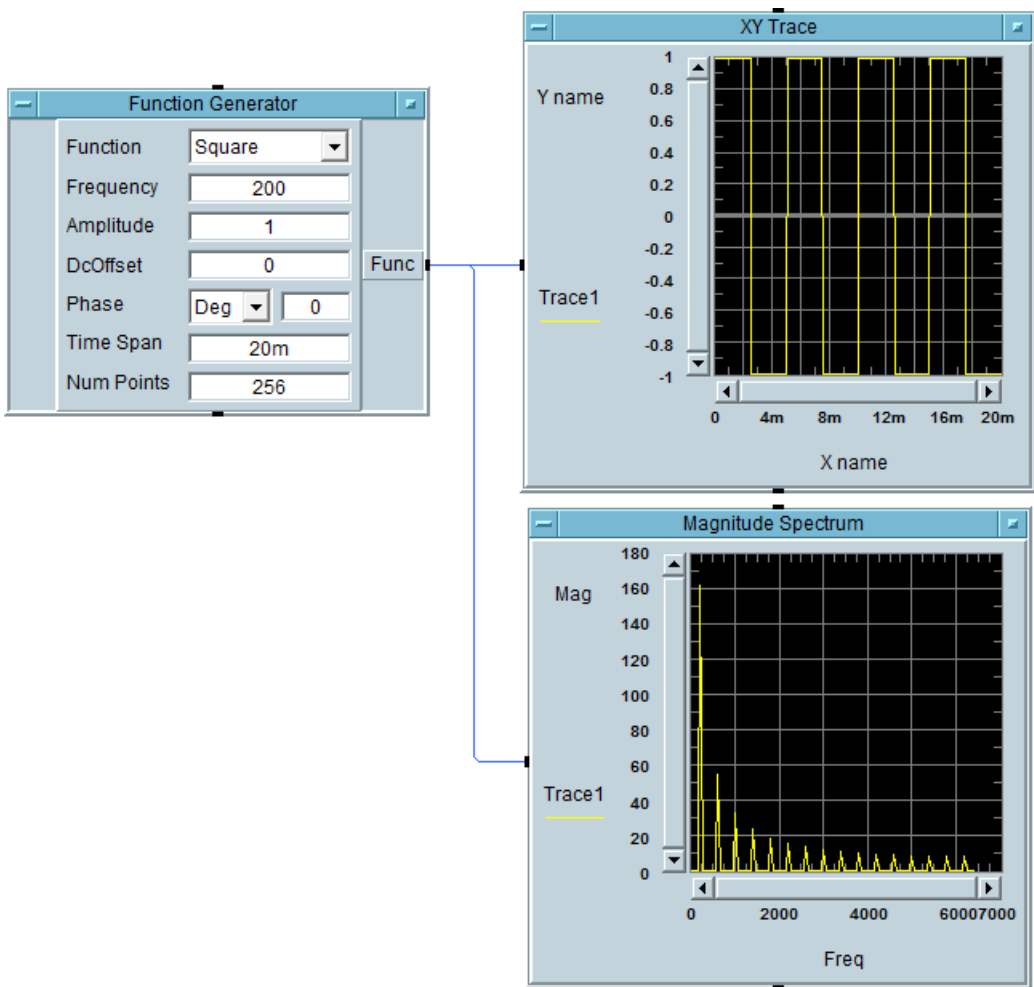 Function Generator
Function Square
Frequency 200
Amplitude 1
DcOffset 0
Phase Deg 0
Time Span 20m
Num Points 256
Func
XY Trace
Y name
Trace1
1
0.8
0.6
0.4
0.2
0
-0.2
-0.4
-0.6
-0.8
-1
0 4m 8m 12m 16m 20m
X name
Magnitude Spectrum
Mag
Trace1
180
160
140
120
100
80
60
40
20
0
0 2000 4000 60007000
Freq